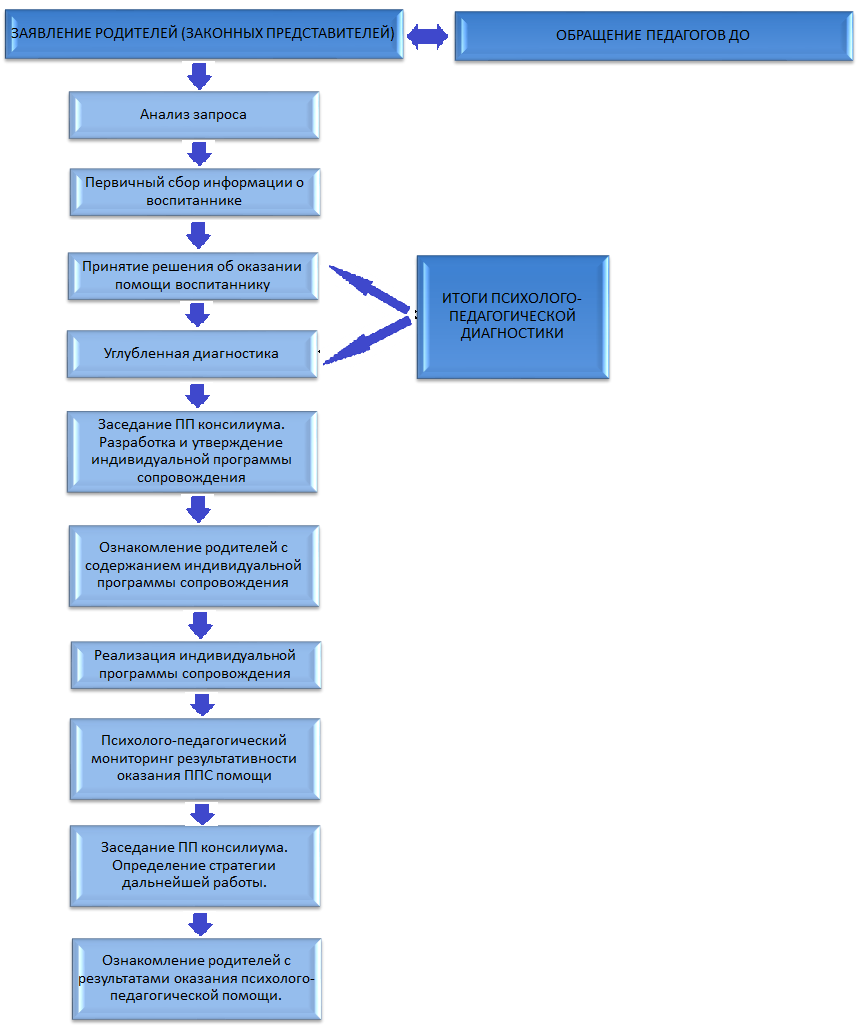 ЗАЯВЛЕНИЕ РОДИТЕЛЕЙ (ЗАКОННЫХ ПРЕДСТАВИТЕЛЕЙ)
ОБРАЩЕНИЕ ПЕДАГОГОВ ДО
Анализ запроса
Первичный сбор информации о
воспитаннике
Принятие решения об оказании
помощи воспитаннику
ИТОГИ ПСИХОЛОГО-
ПЕДАГОГИЧЕСКОЙ
ДИАГНОСТИКИ
Углубленная диагностика
Заседание ПП консилиума.
Разработка и утверждение
индивидуальной программы
сопровождения
Ознакомление родителей с
содержанием индивидуальной
программы сопровождения
Реализация индивидуальной
программы сопровождения
Психолого-педагогический
мониторинг результативности
оказания ППС помощи
Заседание ПП консилиума.
Определение стратегии
дальнейшей работы.
Ознакомление родителей с
результатами оказания психолого-
педагогической помощи.